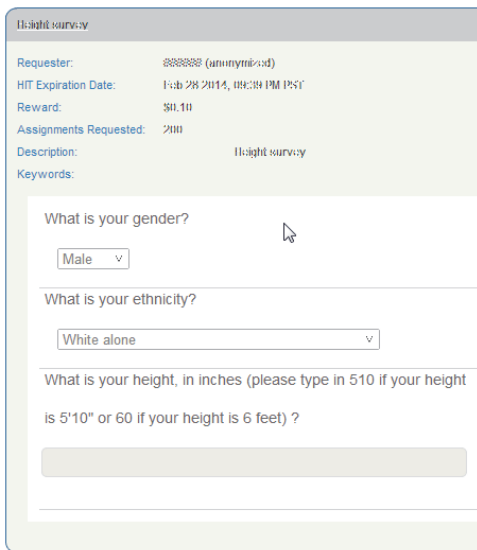 Height survey
Requester: (anonymized)
HIT Expiration Date: Feb 28 2014, 09:39 PM PST
Reward: $0.10
Assignments Requested: 200
Description: Height survey
Keywords:
What is your gender?
Male
What is your ethnicity?
White alone
What is your height, in inches (please type in 510 if your height
is 5'10" or 60 if your height is 6 feet) ?